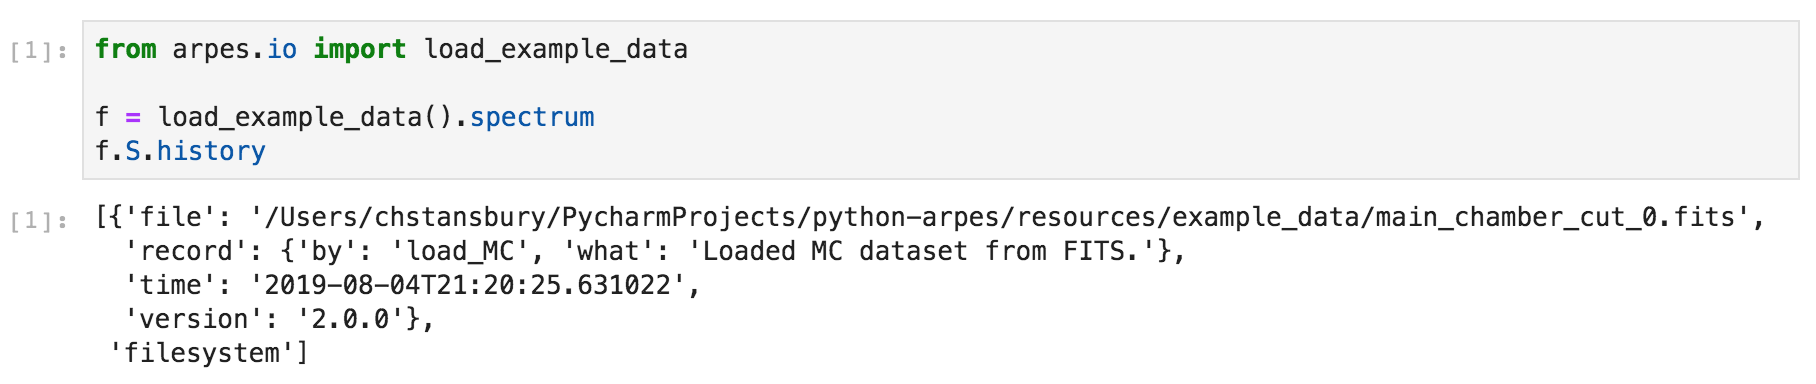 [1]: from arpes.io import load_example_data
f = load_example_data().spectrum
f.S.history
[1]: [{'file': '/Users/chstansbury/PycharmProjects/python-arpes/resources/example_data/main_chamber_cut_0.fits',
'record': {'by': 'load_MC', 'what': 'Loaded MC dataset from FITS.'},
'time': '2019-08-04T21:20:25.631022',
'version': '2.0.0'},
'filesystem']